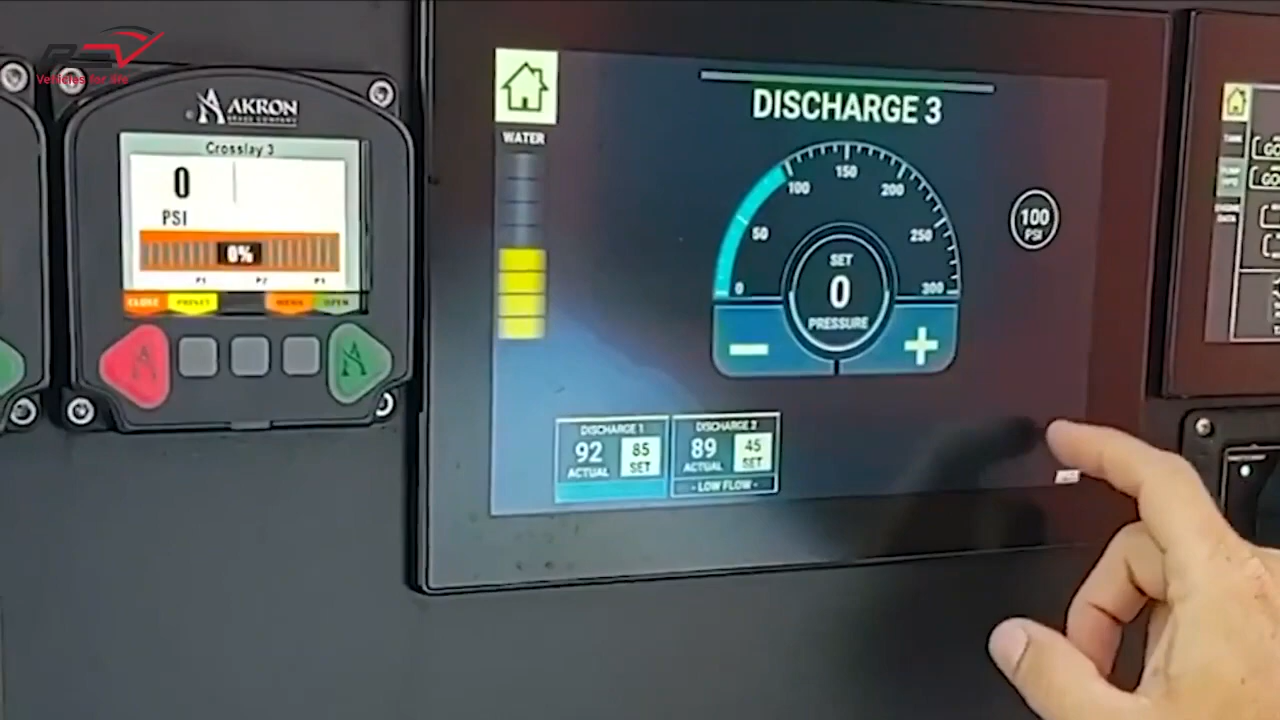 REV
Vehicles for life
AKRON
BRASS COMPANY
Crosslay 3
0
PSI
0%
P1 P2 P3
CLOSE PRESET MENU OPEN
WATER
DISCHARGE 3
0 50 100 150 200 250 300
SET
0
PRESSURE
100
PSI
DISCHARGE 1
92 ACTUAL
85 SET
DISCHARGE 2
89 ACTUAL
45 SET
- LOW FLOW -
TANK